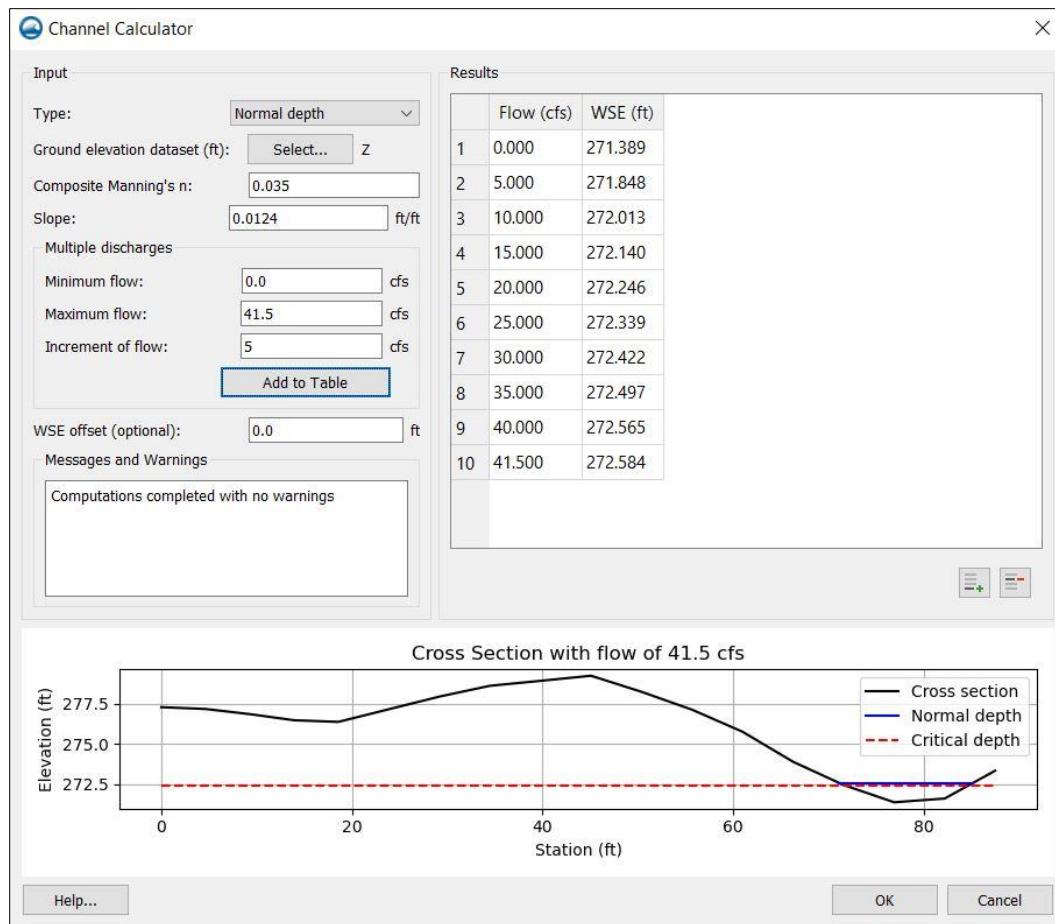 Channel Calculator
Input
Type: Normal depth
Ground elevation dataset (ft): Select... Z
Composite Manning's n: 0.035
Slope: 0.0124 ft/ft
Multiple discharges
Minimum flow: 0.0 cfs
Maximum flow: 41.5 cfs
Increment of flow: 5 cfs
Add to Table
WSE offset (optional): 0.0 ft
Messages and Warnings
Computations completed with no warnings
Results
Flow (cfs) WSE (ft)
1 0.000 271.389
2 5.000 271.848
3 10.000 272.013
4 15.000 272.140
5 20.000 272.246
6 25.000 272.339
7 30.000 272.422
8 35.000 272.497
9 40.000 272.565
10 41.500 272.584
Cross Section with flow of 41.5 cfs
Elevation (ft)
277.5
275.0
272.5
Cross section
Normal depth
Critical depth
0 20 40 60 80
Station (ft)
Help... OK Cancel